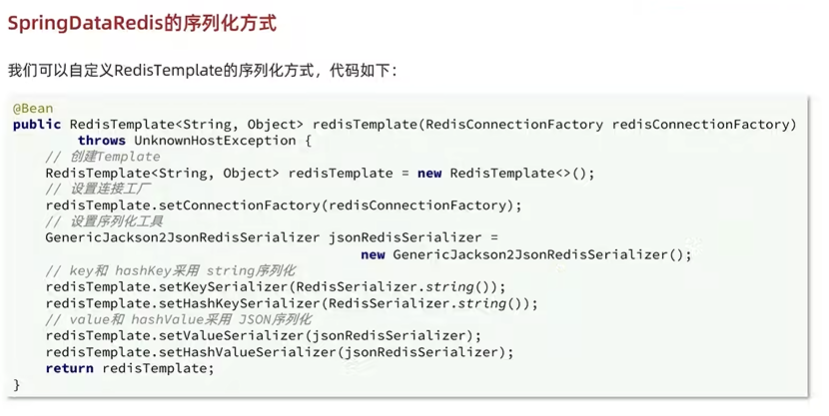 SpringDataRedis的序列化方式
我们可以自定义RedisTemplate的序列化方式，代码如下：
@Bean
public RedisTemplate<String, Object> redisTemplate(RedisConnectionFactory redisConnectionFactory)
        throws UnknownHostException {
    // 创建Template
    RedisTemplate<String, Object> redisTemplate = new RedisTemplate<>();
    // 设置连接工厂
    redisTemplate.setConnectionFactory(redisConnectionFactory);
    // 设置序列化工具
    GenericJackson2JsonRedisSerializer jsonRedisSerializer =
                                            new GenericJackson2JsonRedisSerializer();
    // key和 hashKey采用 string序列化
    redisTemplate.setKeySerializer(RedisSerializer.string());
    redisTemplate.setHashKeySerializer(RedisSerializer.string());
    // value和 hashValue采用 JSON序列化
    redisTemplate.setValueSerializer(jsonRedisSerializer);
    redisTemplate.setHashValueSerializer(jsonRedisSerializer);
    return redisTemplate;
}